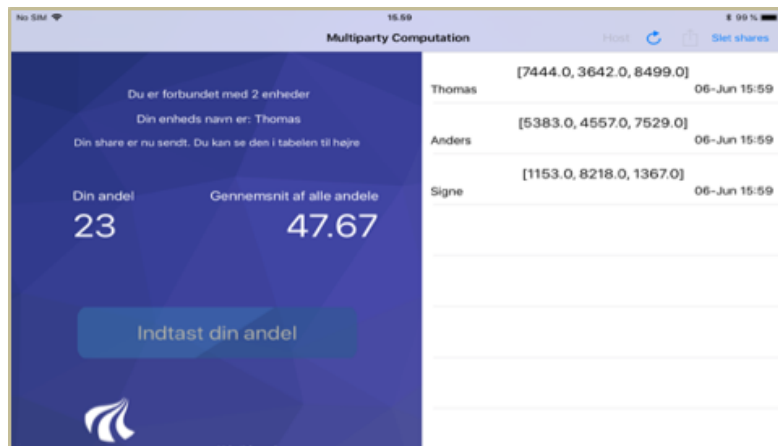 No SIM
15.59
99 %
Multiparty Computation
Host
Slet shares
Du er forbundet med 2 enheder
Din enheds navn er: Thomas
Din share er nu sendt. Du kan se den i tabelen til højre
Din andel
Gennemsnit af alle andele
23
47.67
Indtast din andel
[7444.0, 3642.0, 8499.0]
Thomas
06-Jun 15:59
[5383.0, 4557.0, 7529.0]
Anders
06-Jun 15:59
[1153.0, 8218.0, 1367.0]
Signe
06-Jun 15:59